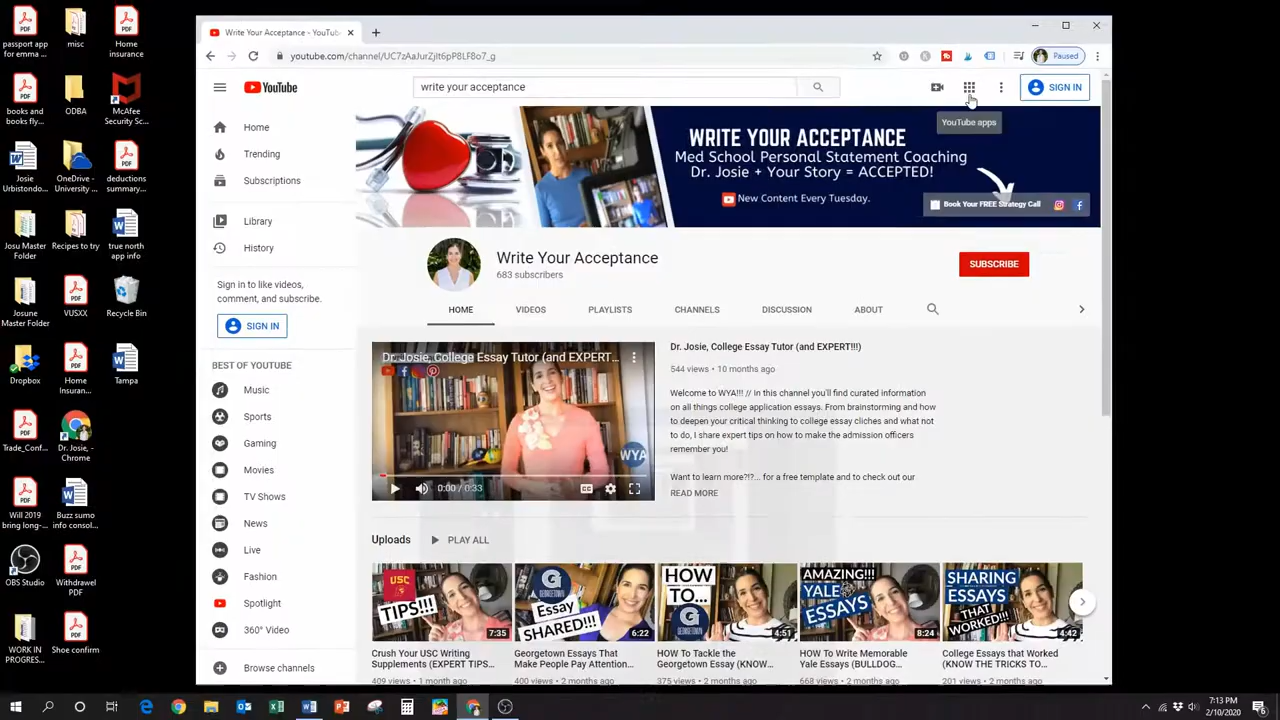 passport app
for emma ...
misc
Home
insurance
books and
books fly...
ODBA
McAfee
Security Sc...
Josie
Urbistondo...
OneDrive -
University ...
deductions
summary...
Josu Master
Folder
Recipes to try
true north
app info
Josune
Master Folder
VUSXX
Recycle Bin
Dropbox
Home
Insuran...
Tampa
Trade_Conf...
Dr. Josie, -
Chrome
Will 2019
bring long-...
Buzz sumo
info consol...
OBS Studio
Withdrawel
PDF
WORK IN
PROGRES...
Shoe confirm
Write Your Acceptance - YouTub
youtube.com/channel/UC7zAaJurZjIt6pP8LF8o7_g
Paused
YouTube
write your acceptance
SIGN IN
YouTube apps
Home
Trending
Subscriptions
Library
History
Sign in to like videos,
comment, and subscribe.
SIGN IN
BEST OF YOUTUBE
Music
Sports
Gaming
Movies
TV Shows
News
Live
Fashion
Spotlight
360° Video
Browse channels
WRITE YOUR ACCEPTANCE
Med School Personal Statement Coaching
Dr. Josie + Your Story = ACCEPTED!
New Content Every Tuesday.
Book Your FREE Strategy Call
Write Your Acceptance
683 subscribers
SUBSCRIBE
HOME VIDEOS PLAYLISTS CHANNELS DISCUSSION ABOUT
Dr. Josie, College Essay Tutor (and EXPERT...
WYA
0:00 / 0:33
Dr. Josie, College Essay Tutor (and EXPERT!!!)
544 views • 10 months ago
Welcome to WYA!!! // in this channel you'll find curated information
on all things college application essays. From brainstorming and how
to deepen your critical thinking to college essay cliches and what not
to do, I share expert tips on how to make the admission officers
remember you!
Want to learn more?!?... for a free template and to check out our
READ MORE
Uploads PLAY ALL
USC
TIPS!!!
7:35
Essay
SHARED!!!
6:22
HOW
TO...
4:51
AMAZING!!!
YALE
ESSAYS
8:24
SHARING
ESSAYS
THAT
WORKED!!!
4:42
Crush Your USC Writing
Supplements (EXPERT TIPS...
409 views • 1 month ago
Georgetown Essays That
Make People Pay Attention...
400 views • 2 months ago
HOW To Tackle the
Georgetown Essay (KNOW...
375 views • 2 months ago
HOW To Write Memorable
Yale Essays (BULLDOG...
668 views • 2 months ago
College Essays that Worked
(KNOW THE TRICKS TO...
201 views • 2 months ago
7:13 PM
2/10/2020